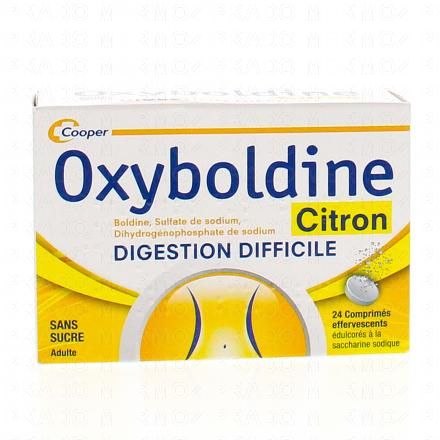 Oxyboldine
Cooper
Oxyboldine
Citron
Boldine, Sulfate de sodium,
Dihydrogénophosphate de sodium
DIGESTION DIFFICILE
SANS
SUCRE
Adulte
24 Comprimés
effervescents
édulcorés à la
saccharine sodique